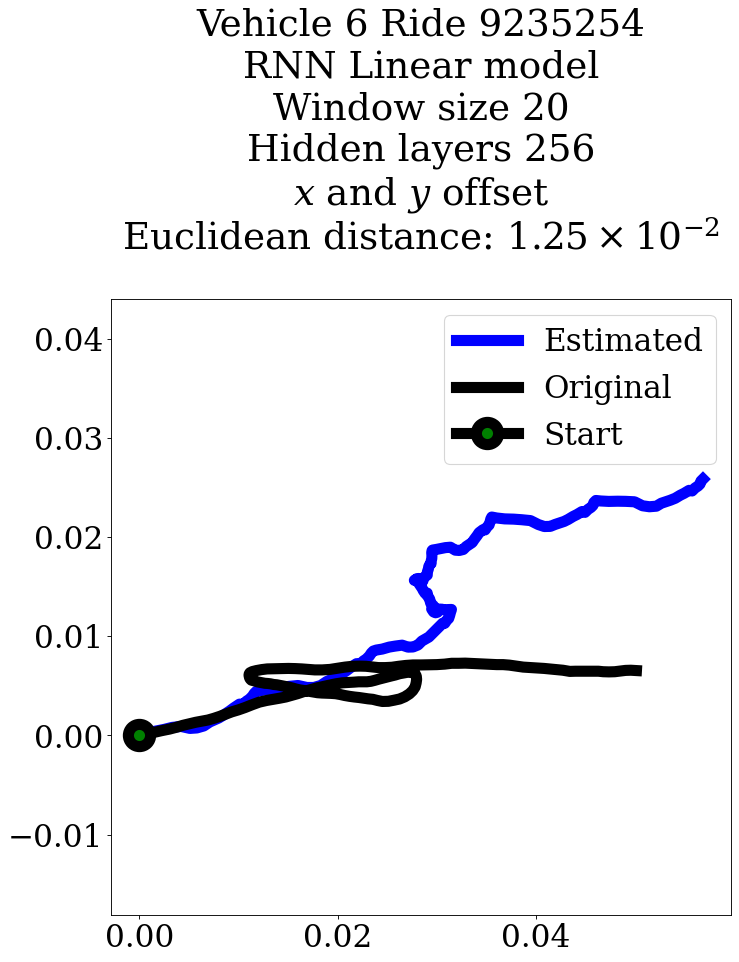 Vehicle 6 Ride 9235254
RNN Linear model
Window size 20
Hidden layers 256
x and y offset
Euclidean distance: 1.25 × 10⁻²
Estimated
Original
Start
0.04
0.03
0.02
0.01
0.00
−0.01
0.00 0.02 0.04